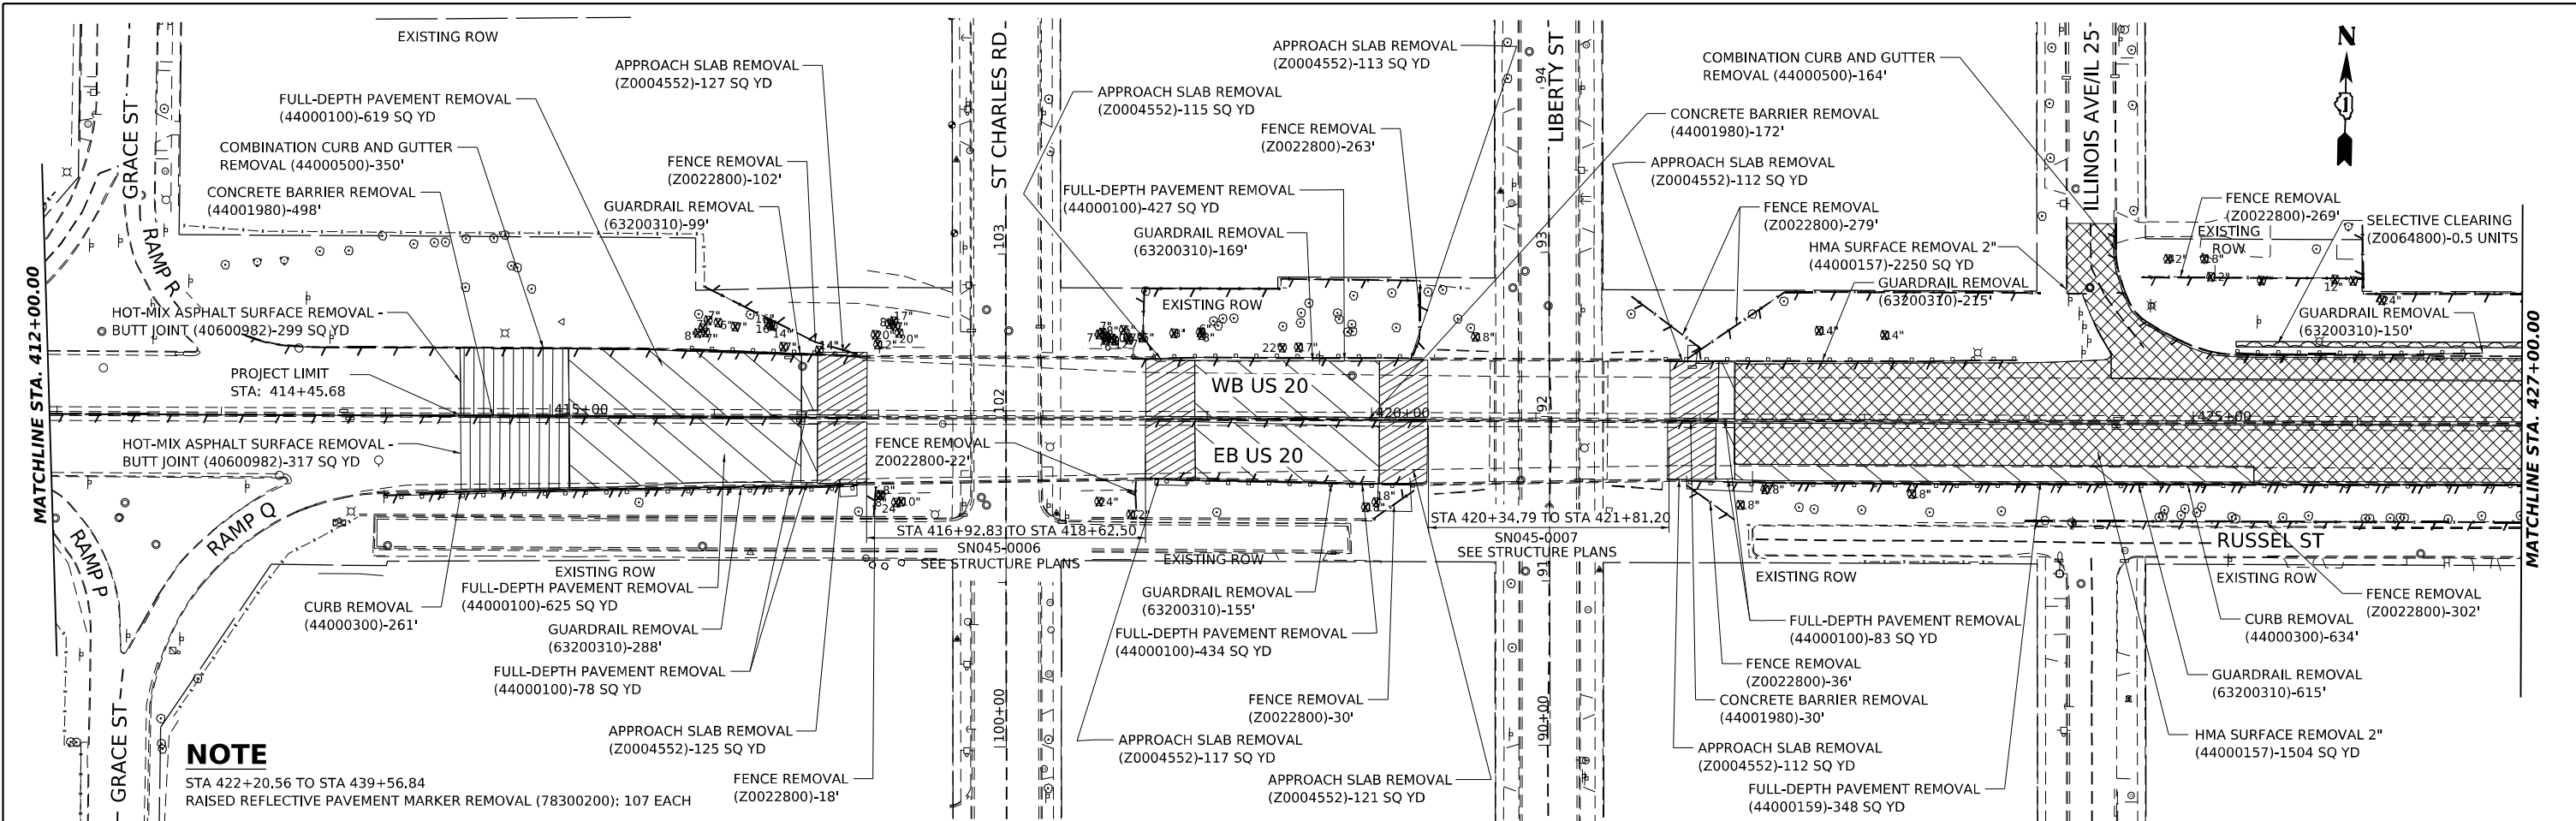 EXISTING ROW
APPROACH SLAB REMOVAL
(Z0004552)-127 SQ YD
FULL-DEPTH PAVEMENT REMOVAL
(44000100)-619 SQ YD
COMBINATION CURB AND GUTTER
REMOVAL (44000500)-350'
CONCRETE BARRIER REMOVAL
(44001980)-498'
FENCE REMOVAL
(Z0022800)-102'
GUARDRAIL REMOVAL
(63200310)-99'
GRACE ST
RAMP R
HOT-MIX ASPHALT SURFACE REMOVAL -
BUTT JOINT (40600982)-299 SQ YD
PROJECT LIMIT
STA: 414+45.68
HOT-MIX ASPHALT SURFACE REMOVAL -
BUTT JOINT (40600982)-317 SQ YD
MATCHLINE STA. 412+00.00
415+00
RAMP Q
RAMP P
GRACE ST
CURB REMOVAL
(44000300)-261'
EXISTING ROW
FULL-DEPTH PAVEMENT REMOVAL
(44000100)-625 SQ YD
GUARDRAIL REMOVAL
(63200310)-288'
FULL-DEPTH PAVEMENT REMOVAL
(44000100)-78 SQ YD
APPROACH SLAB REMOVAL
(Z0004552)-125 SQ YD
FENCE REMOVAL
(Z0022800)-18'
NOTE
STA 422+20.56 TO STA 439+56.84
RAISED REFLECTIVE PAVEMENT MARKER REMOVAL (78300200): 107 EACH
ST CHARLES RD
103
102
100+00
FENCE REMOVAL
Z0022800-22'
STA 416+92.83 TO STA 418+62.50
SN045-0006
SEE STRUCTURE PLANS
APPROACH SLAB REMOVAL
(Z0004552)-113 SQ YD
APPROACH SLAB REMOVAL
(Z0004552)-115 SQ YD
FENCE REMOVAL
(Z0022800)-263'
FULL-DEPTH PAVEMENT REMOVAL
(44000100)-427 SQ YD
GUARDRAIL REMOVAL
(63200310)-169'
EXISTING ROW
WB US 20
420+00
EB US 20
EXISTING ROW
GUARDRAIL REMOVAL
(63200310)-155'
FULL-DEPTH PAVEMENT REMOVAL
(44000100)-434 SQ YD
FENCE REMOVAL
(Z0022800)-30'
APPROACH SLAB REMOVAL
(Z0004552)-117 SQ YD
APPROACH SLAB REMOVAL
(Z0004552)-121 SQ YD
STA 420+34.79 TO STA 421+81.20
SN045-0007
SEE STRUCTURE PLANS
LIBERTY ST
94
93
92
91
90+00
COMBINATION CURB AND GUTTER
REMOVAL (44000500)-164'
CONCRETE BARRIER REMOVAL
(44001980)-172'
APPROACH SLAB REMOVAL
(Z0004552)-112 SQ YD
FENCE REMOVAL
(Z0022800)-279'
HMA SURFACE REMOVAL 2"
(44000157)-2250 SQ YD
GUARDRAIL REMOVAL
(63200310)-215'
ILLINOIS AVE/IL 25
N
FENCE REMOVAL
(Z0022800)-269'
EXISTING
ROW
SELECTIVE CLEARING
(Z0064800)-0.5 UNITS
GUARDRAIL REMOVAL
(63200310)-150'
425+00
MATCHLINE STA. 427+00.00
RUSSEL ST
EXISTING ROW
EXISTING ROW
FENCE REMOVAL
(Z0022800)-302'
FULL-DEPTH PAVEMENT REMOVAL
(44000100)-83 SQ YD
CURB REMOVAL
(44000300)-634'
FENCE REMOVAL
(Z0022800)-36'
GUARDRAIL REMOVAL
(63200310)-615'
CONCRETE BARRIER REMOVAL
(44001980)-30'
HMA SURFACE REMOVAL 2"
(44000157)-1504 SQ YD
APPROACH SLAB REMOVAL
(Z0004552)-112 SQ YD
FULL-DEPTH PAVEMENT REMOVAL
(44000159)-348 SQ YD